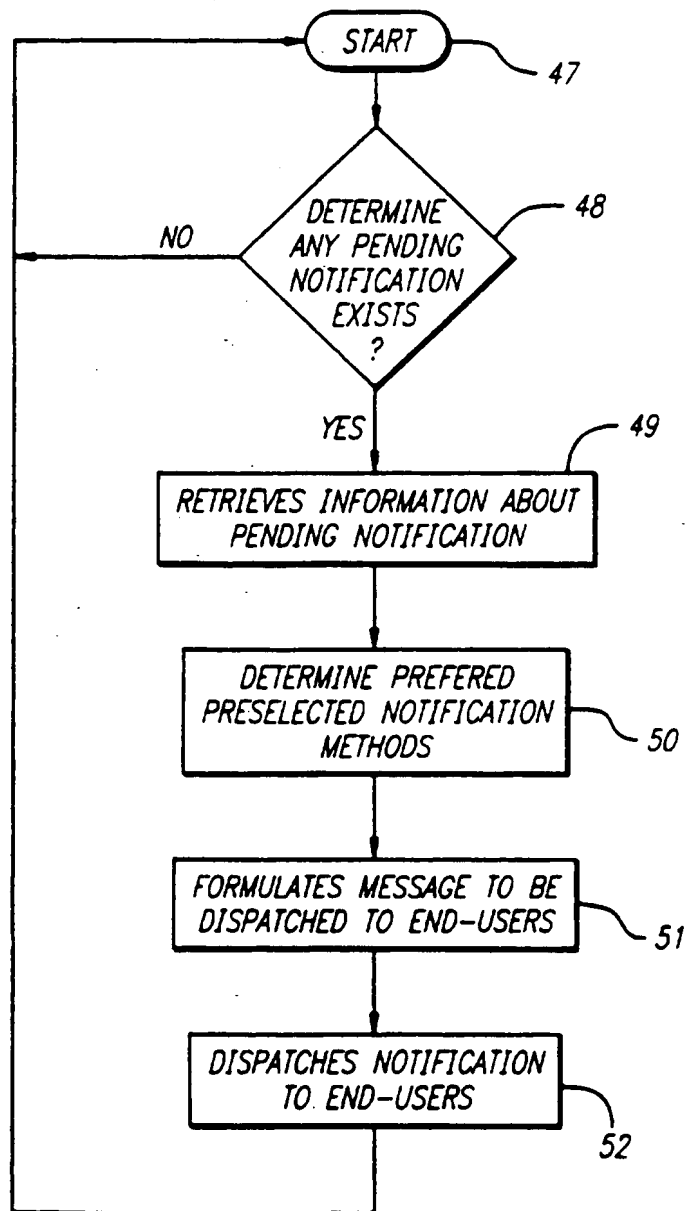 START
47
DETERMINE
ANY PENDING
NOTIFICATION
EXISTS
?
48
NO
YES
49
RETRIEVES INFORMATION ABOUT
PENDING NOTIFICATION
DETERMINE PREFERED
PRESELECTED NOTIFICATION
METHODS
50
FORMULATES MESSAGE TO BE
DISPATCHED TO END-USERS
51
DISPATCHES NOTIFICATION
TO END-USERS
52